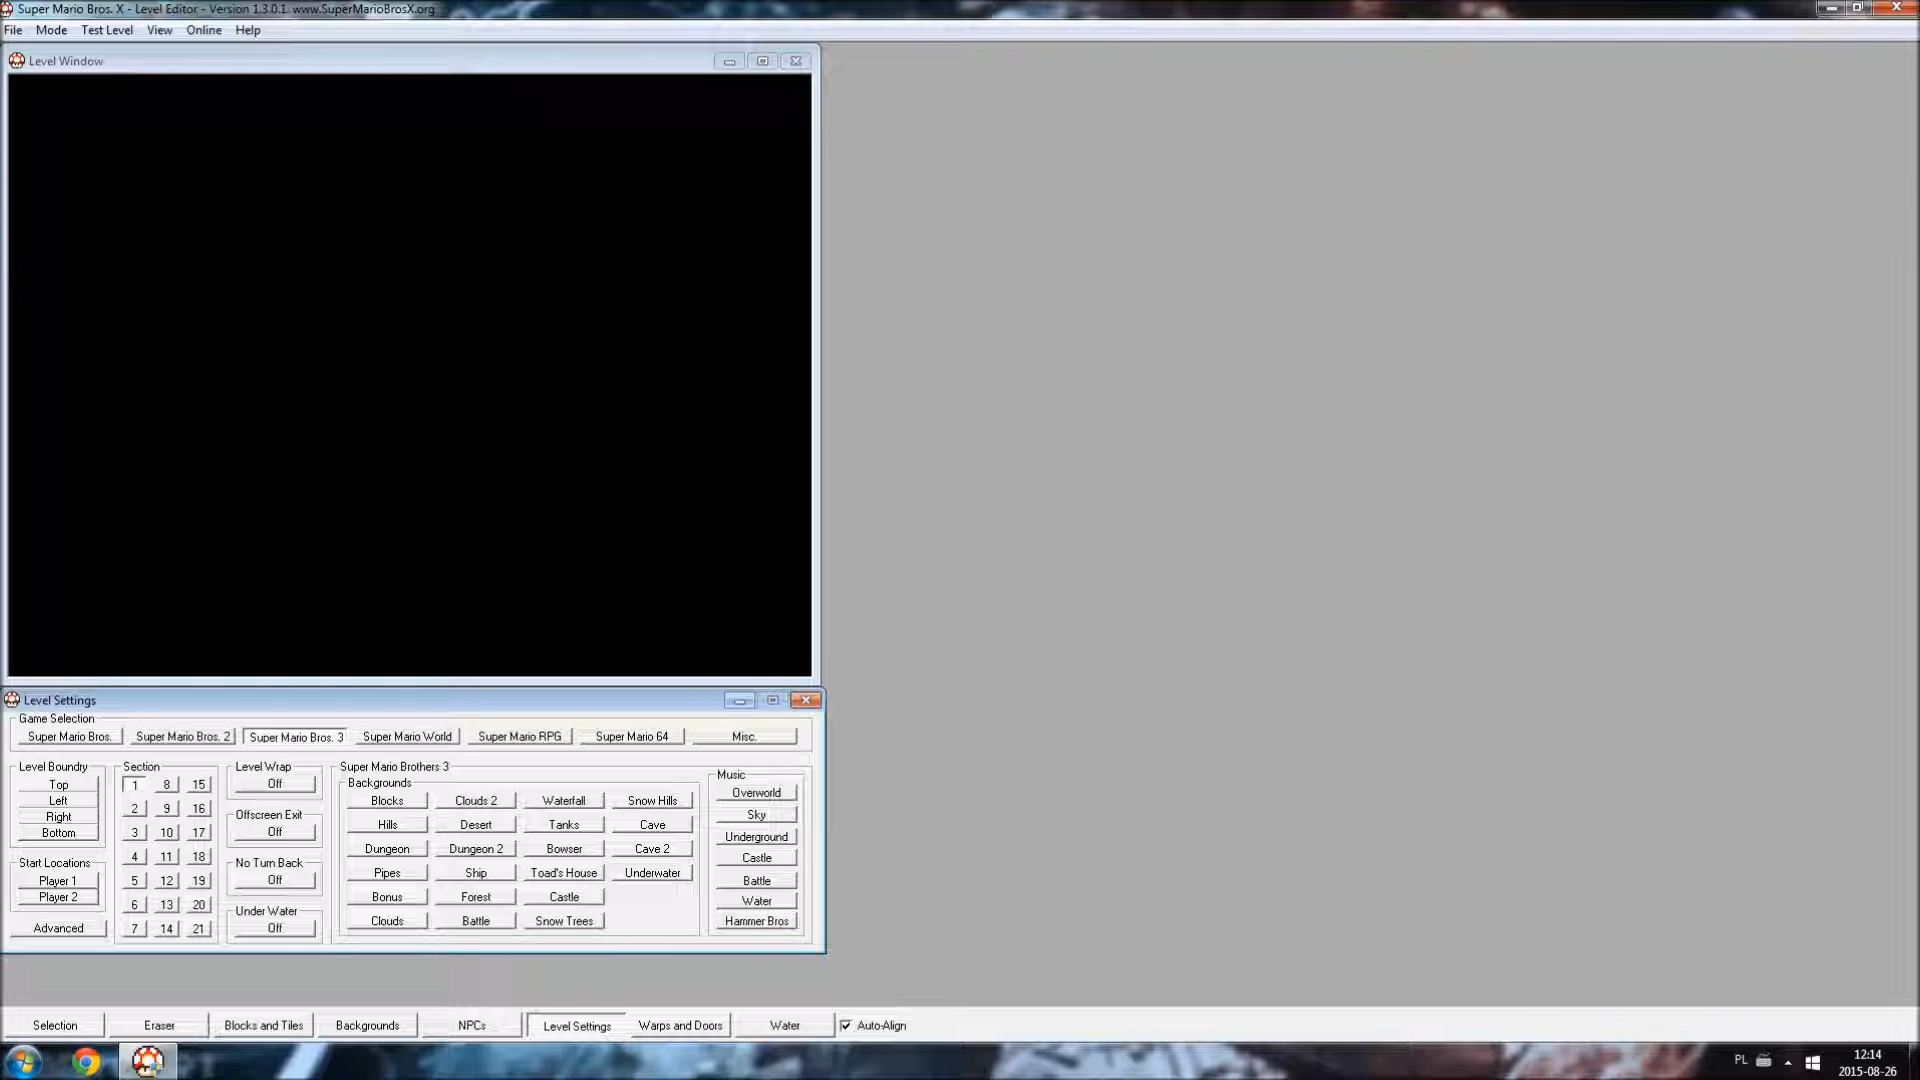 Super Mario Bros. X - Level Editor - Version 1.3.0.1 www.SuperMarioBrosX.org
File Mode Test Level View Online Help
Level Window
Level Settings
Game Selection
Super Mario Bros. Super Mario Bros. 2 Super Mario Bros. 3 Super Mario World Super Mario RPG Super Mario 64 Misc.
Level Boundry
Top
Left
Right
Bottom
Start Locations
Player 1
Player 2
Advanced
Section
1 8 15
2 9 16
3 10 17
4 11 18
5 12 19
6 13 20
7 14 21
Level Wrap
Off
Offscreen Exit
Off
No Turn Back
Off
Under Water
Off
Super Mario Brothers 3
Backgrounds
Blocks Clouds 2 Waterfall Snow Hills
Hills Desert Tanks Cave
Dungeon Dungeon 2 Bowser Cave 2
Pipes Ship Toad's House Underwater
Bonus Forest Castle
Clouds Battle Snow Trees
Music
Overworld
Sky
Underground
Castle
Battle
Water
Hammer Bros
Selection Eraser Blocks and Tiles Backgrounds NPCs Level Settings Warps and Doors Water Auto-Align
PL
12:14
2015-08-26